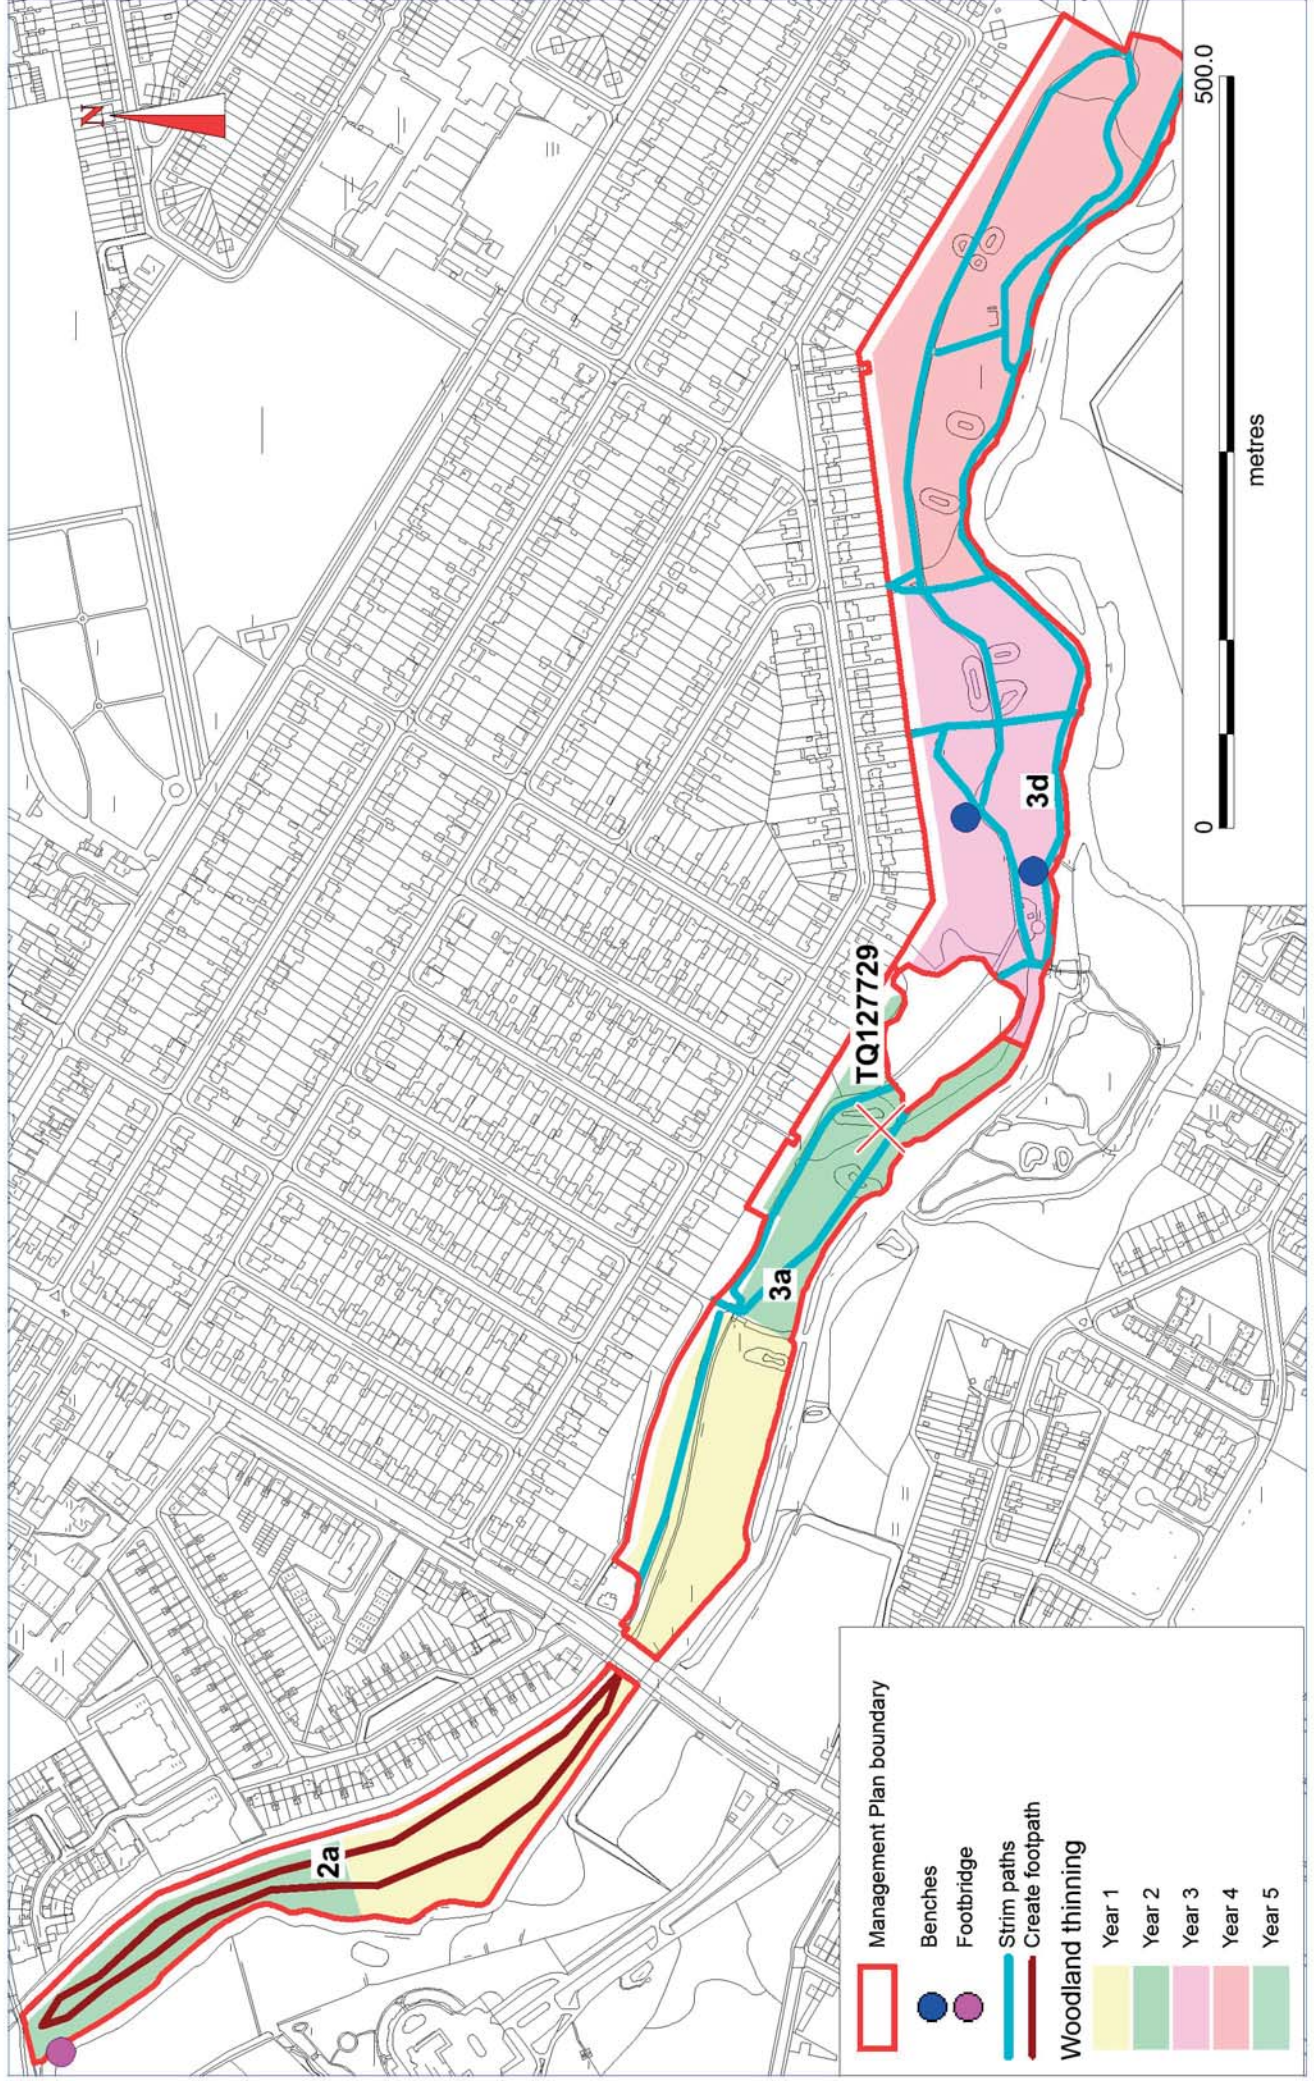 N
2a
3a
TQ127729
3d
0
500.0
metres
Management Plan boundary
Benches
Footbridge
Strim paths
Create footpath
Woodland thinning
Year 1
Year 2
Year 3
Year 4
Year 5